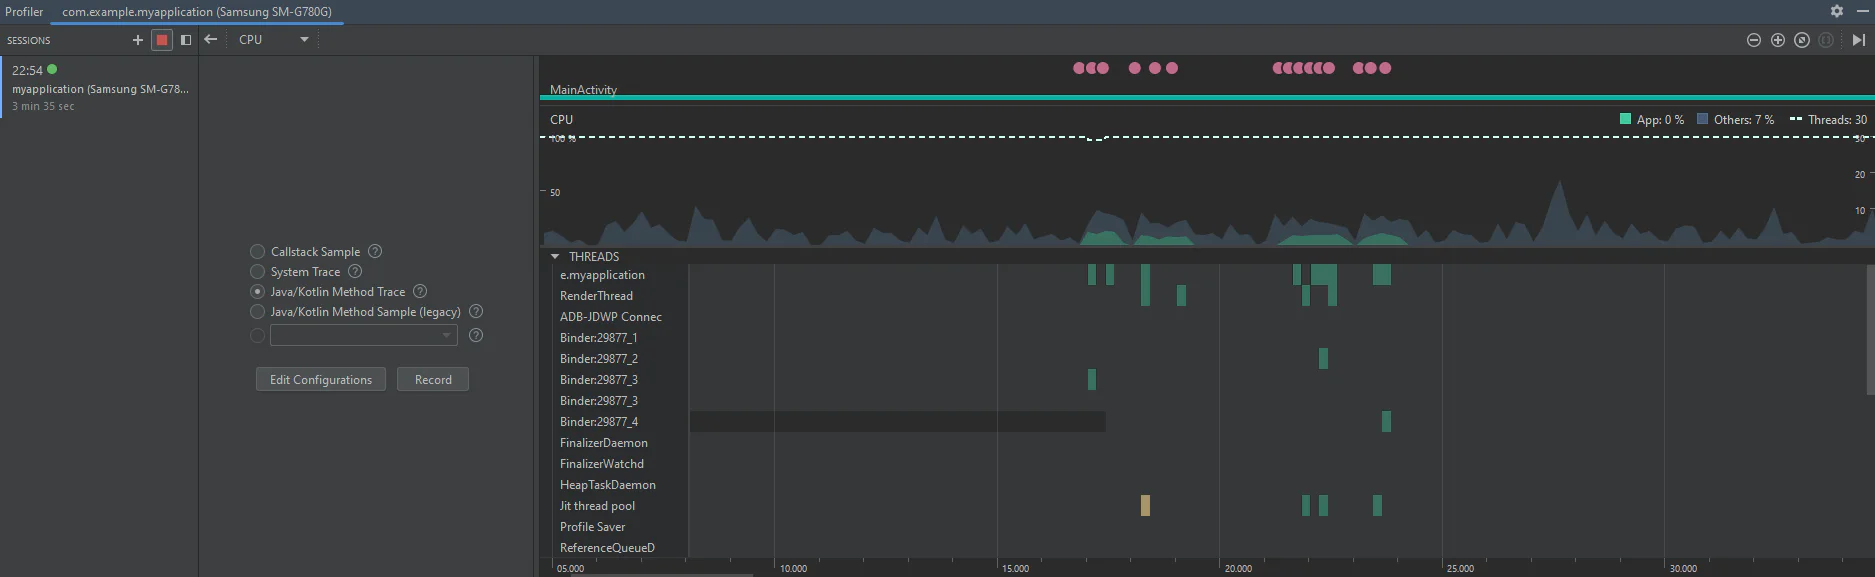 Profiler com.example.myapplication (Samsung SM-G780G)
SESSIONS
CPU
22:54
myapplication (Samsung SM-G78...
3 min 35 sec
Callstack Sample ?
System Trace ?
Java/Kotlin Method Trace ?
Java/Kotlin Method Sample (legacy) ?
?
Edit Configurations Record
MainActivity
CPU App: 0 % Others: 7 % Threads: 30
100 % 30
50 20
10
THREADS
e.myapplication
RenderThread
ADB-JDWP Connec
Binder:29877_1
Binder:29877_2
Binder:29877_3
Binder:29877_3
Binder:29877_4
FinalizerDaemon
FinalizerWatchd
HeapTaskDaemon
Jit thread pool
Profile Saver
ReferenceQueueD
05.000 10.000 15.000 20.000 25.000 30.000